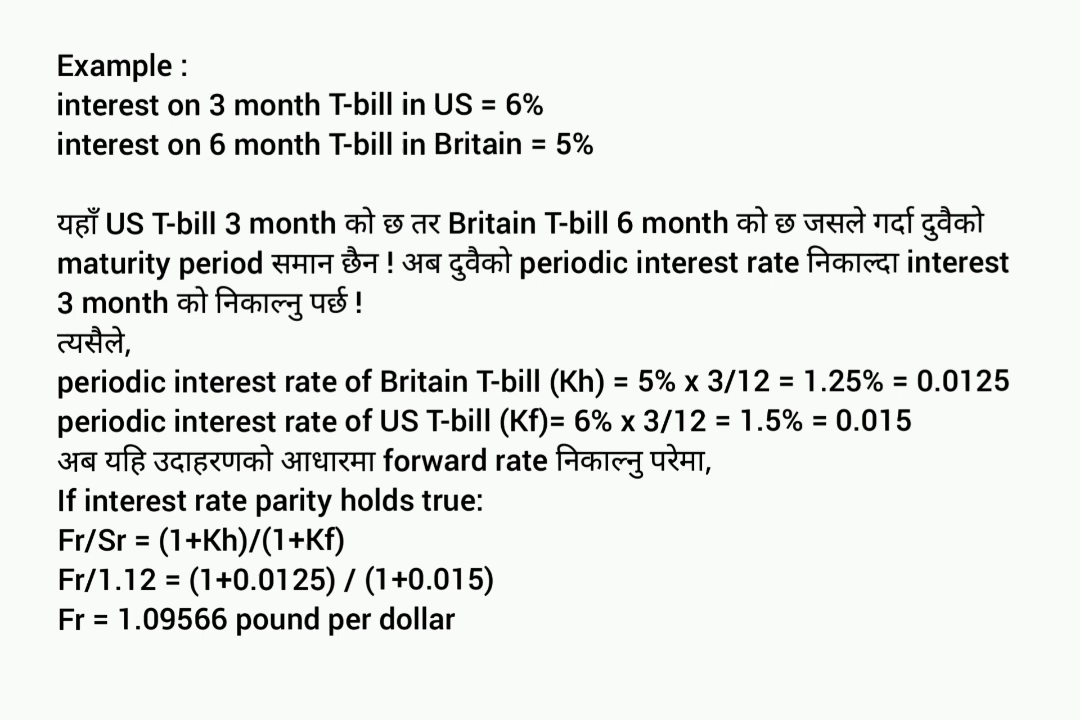 Example :
interest on 3 month T-bill in US = 6%
interest on 6 month T-bill in Britain = 5%
यहाँ US T-bill 3 month को छ तर Britain T-bill 6 month को छ जसले गर्दा दुवैको
maturity period समान छैन ! अब दुवैको periodic interest rate निकाल्दा interest
3 month को निकाल्नु पर्छ !
त्यसैले,
periodic interest rate of Britain T-bill (Kh) = 5% x 3/12 = 1.25% = 0.0125
periodic interest rate of US T-bill (Kf)= 6% x 3/12 = 1.5% = 0.015
अब यहि उदाहरणको आधारमा forward rate निकाल्नु परेमा,
If interest rate parity holds true:
Fr/Sr = (1+Kh)/(1+Kf)
Fr/1.12 = (1+0.0125) / (1+0.015)
Fr = 1.09566 pound per dollar